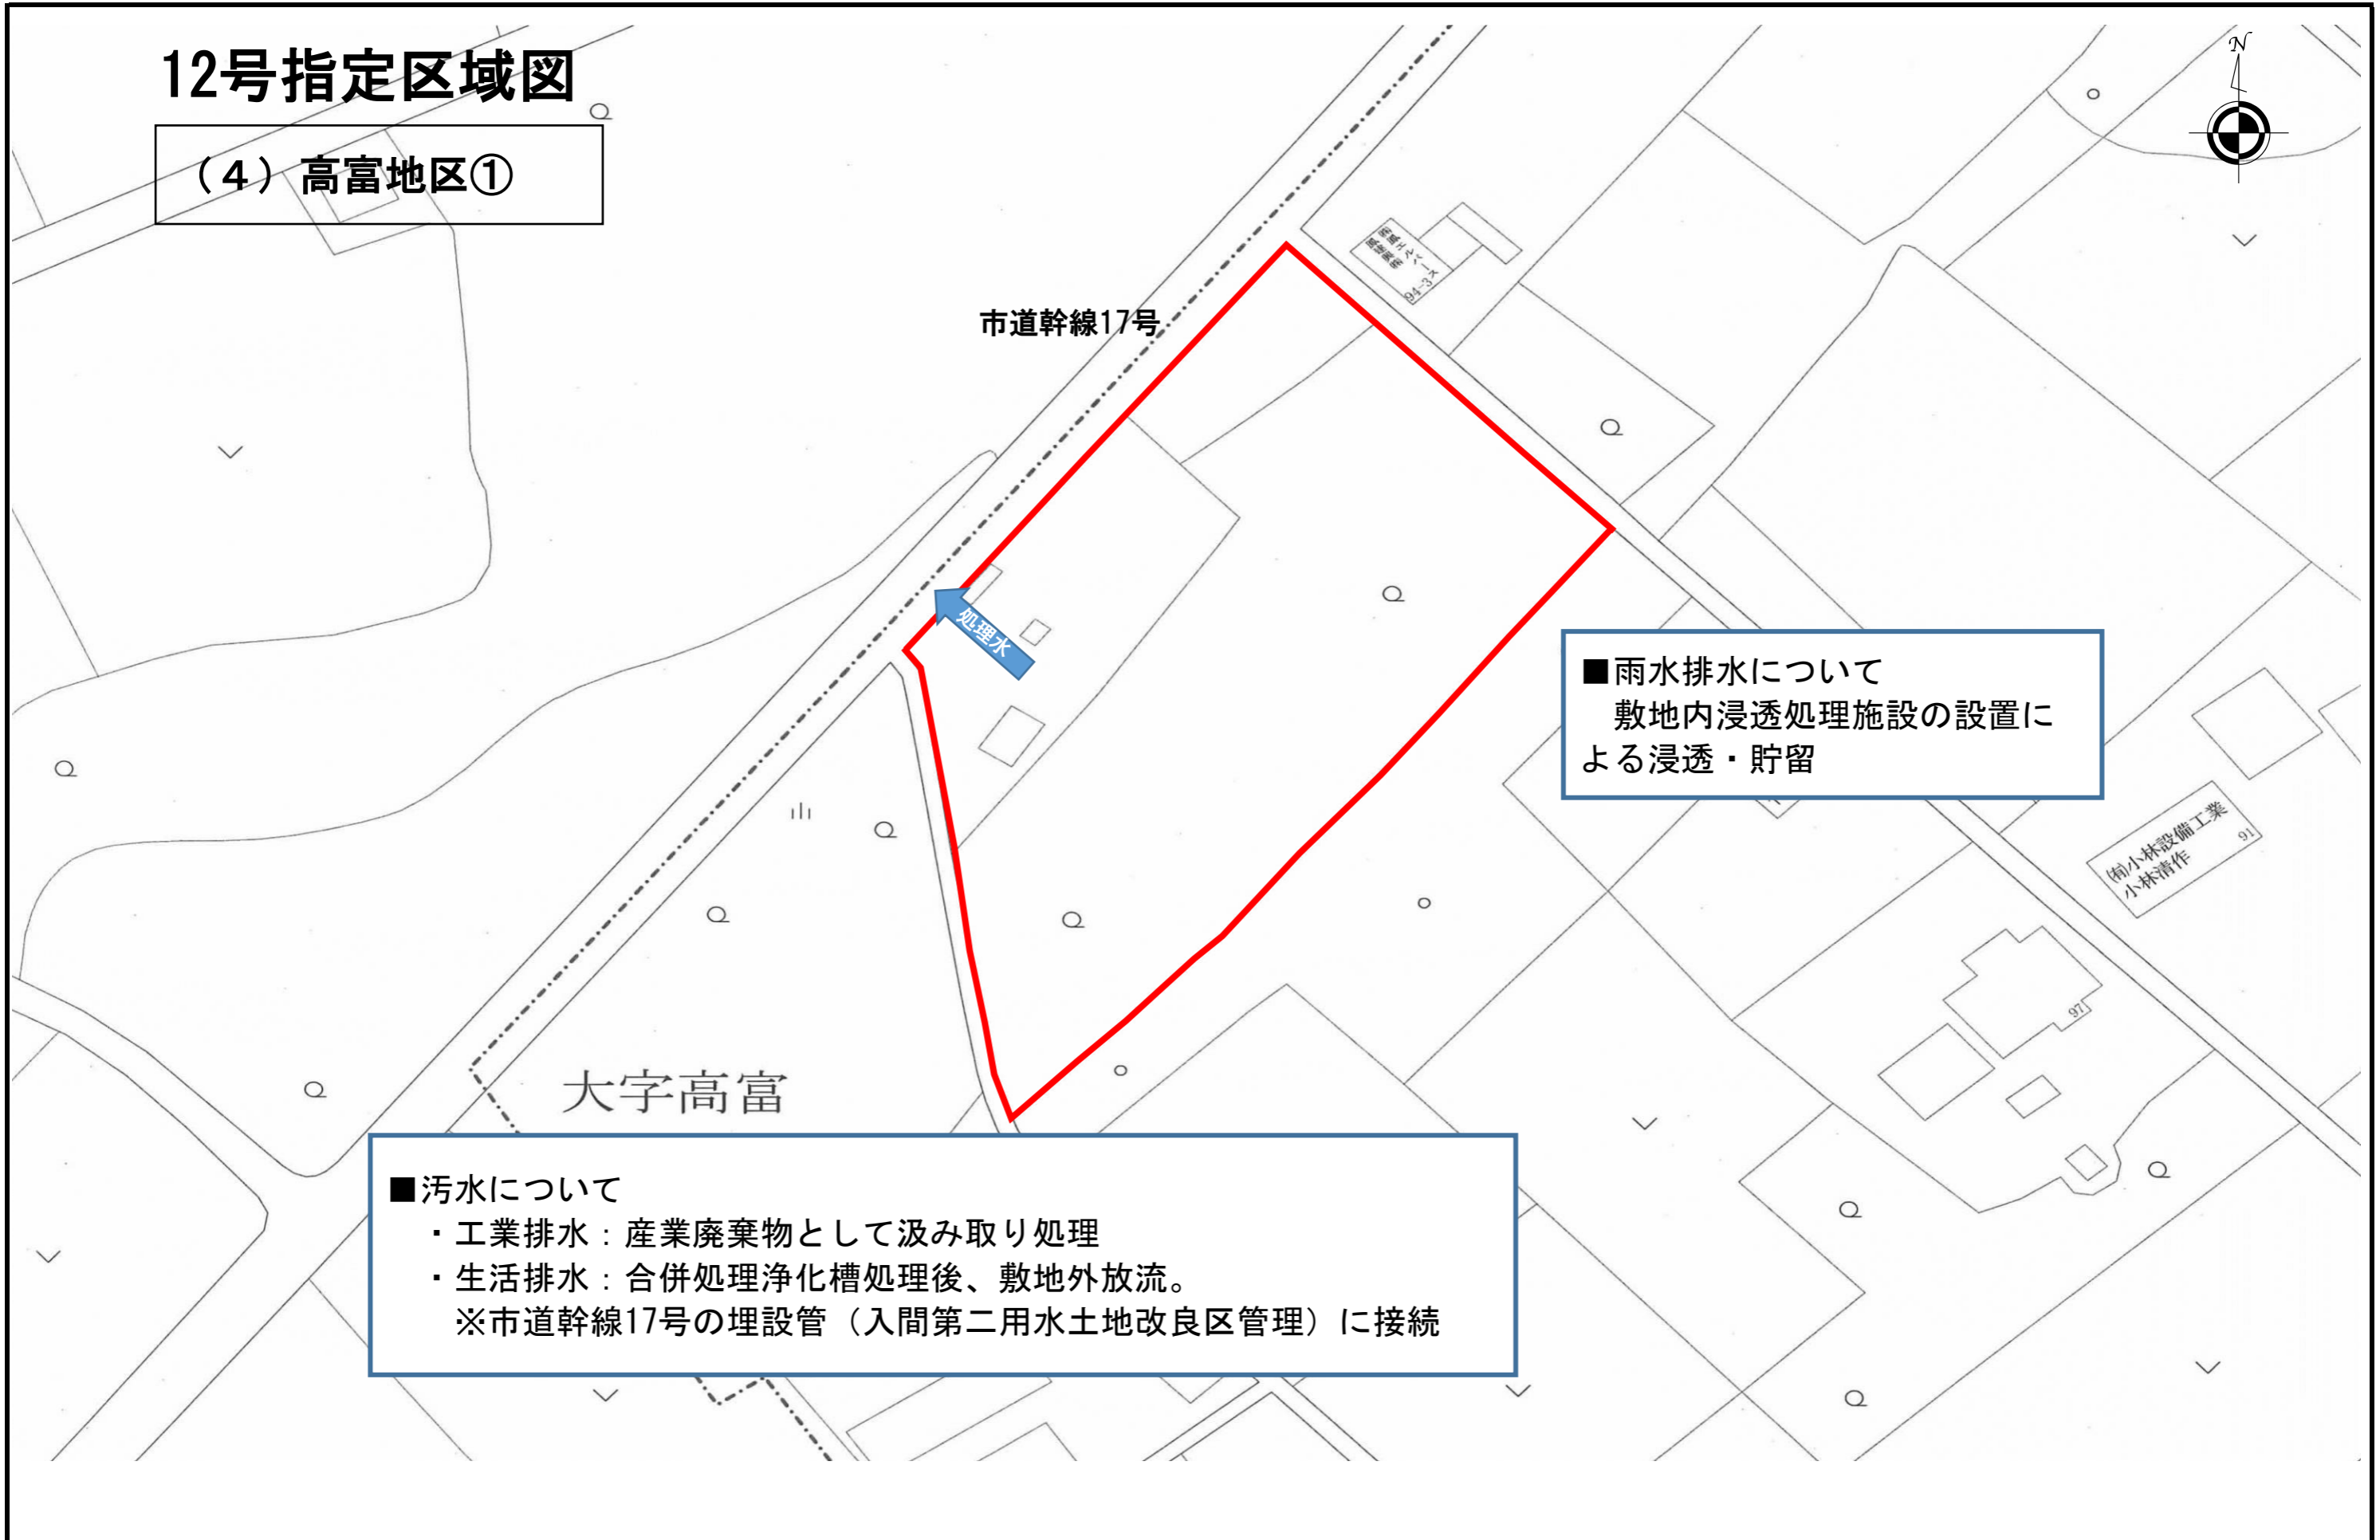 12号指定区域図
（４）高富地区①
N
市道幹線17号
94-3
処理水
■雨水排水について
敷地内浸透処理施設の設置に
よる浸透・貯留
㈲小林設備工業
小林清作
91
97
大字高富
■汚水について
・工業排水：産業廃棄物として汲み取り処理
・生活排水：合併処理浄化槽処理後、敷地外放流。
※市道幹線17号の埋設管（入間第二用水土地改良区管理）に接続